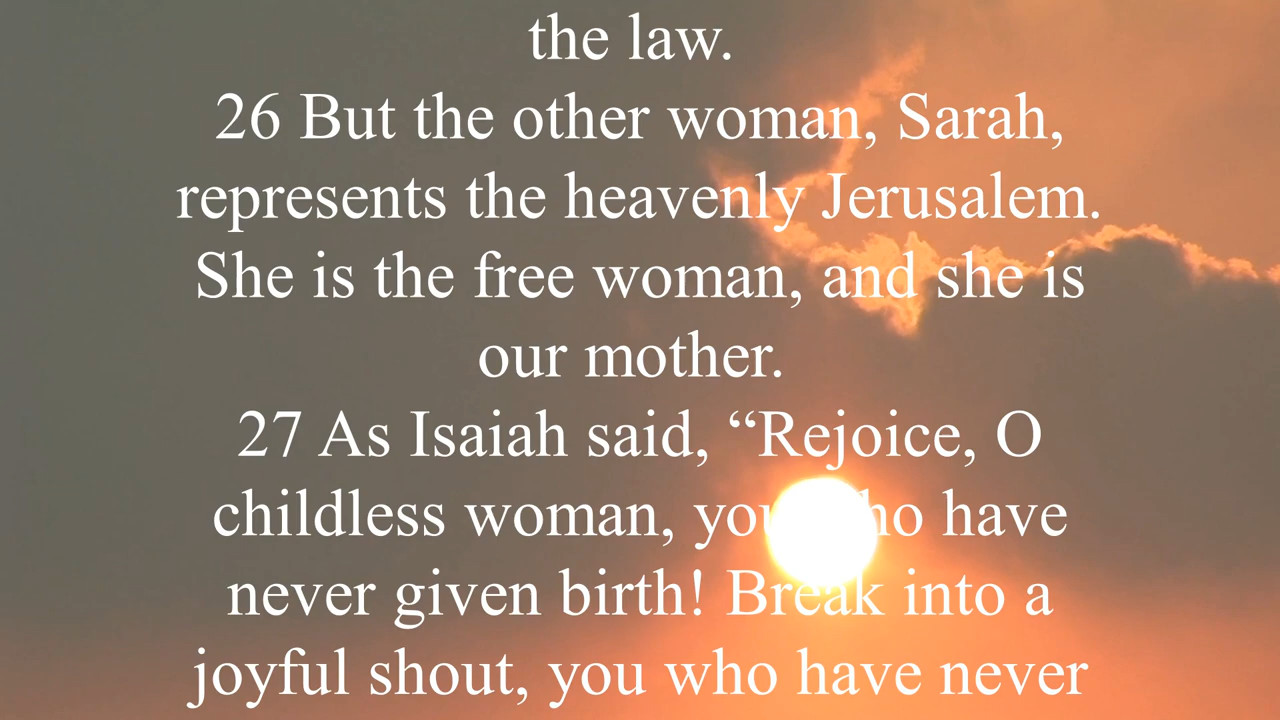 the law.
26 But the other woman, Sarah,
represents the heavenly Jerusalem.
She is the free woman, and she is
our mother.
27 As Isaiah said, “Rejoice, O
childless woman, you who have
never given birth! Break into a
joyful shout, you who have never